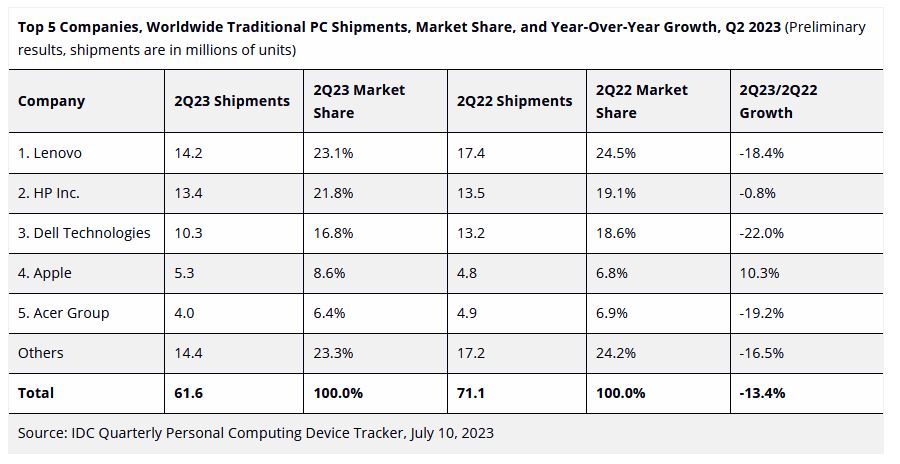 Top 5 Companies, Worldwide Traditional PC Shipments, Market Share, and Year-Over-Year Growth, Q2 2023 (Preliminary
results, shipments are in millions of units)
Company 2Q23 Shipments 2Q23 Market Share 2Q22 Shipments 2Q22 Market Share 2Q23/2Q22 Growth
1. Lenovo 14.2 23.1% 17.4 24.5% -18.4%
2. HP Inc. 13.4 21.8% 13.5 19.1% -0.8%
3. Dell Technologies 10.3 16.8% 13.2 18.6% -22.0%
4. Apple 5.3 8.6% 4.8 6.8% 10.3%
5. Acer Group 4.0 6.4% 4.9 6.9% -19.2%
Others 14.4 23.3% 17.2 24.2% -16.5%
Total 61.6 100.0% 71.1 100.0% -13.4%
Source: IDC Quarterly Personal Computing Device Tracker, July 10, 2023